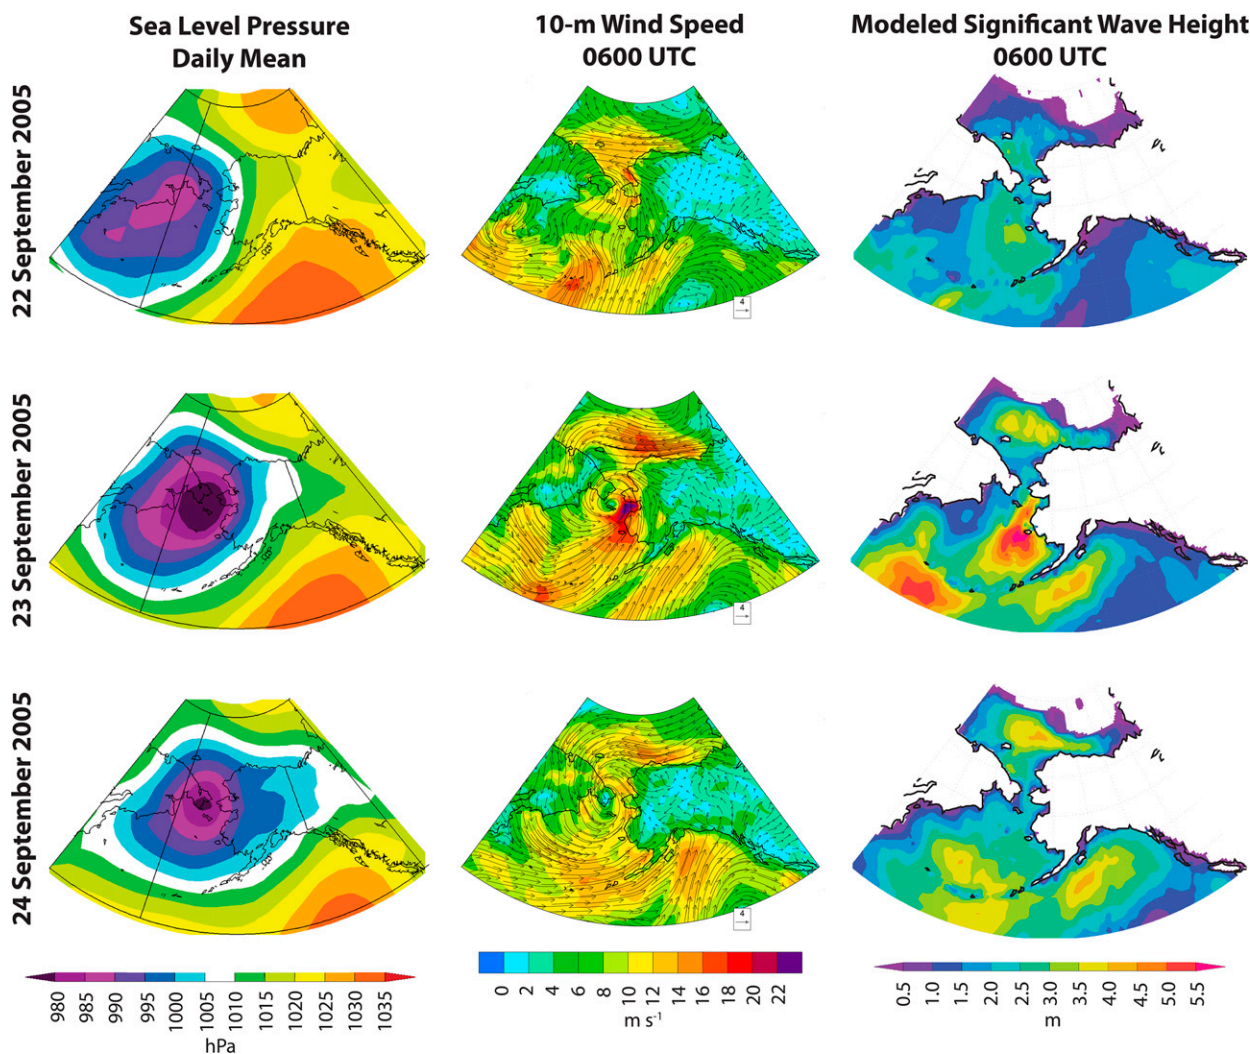 Sea Level Pressure
Daily Mean
10-m Wind Speed
0600 UTC
Modeled Significant Wave Height
0600 UTC
22 September 2005
4
23 September 2005
4
24 September 2005
4
980 985 990 995 1000 1005 1010 1015 1020 1025 1030 1035
hPa
0 2 4 6 8 10 12 14 16 18 20 22
m s⁻¹
0.5 1.0 1.5 2.0 2.5 3.0 3.5 4.0 4.5 5.0 5.5
m